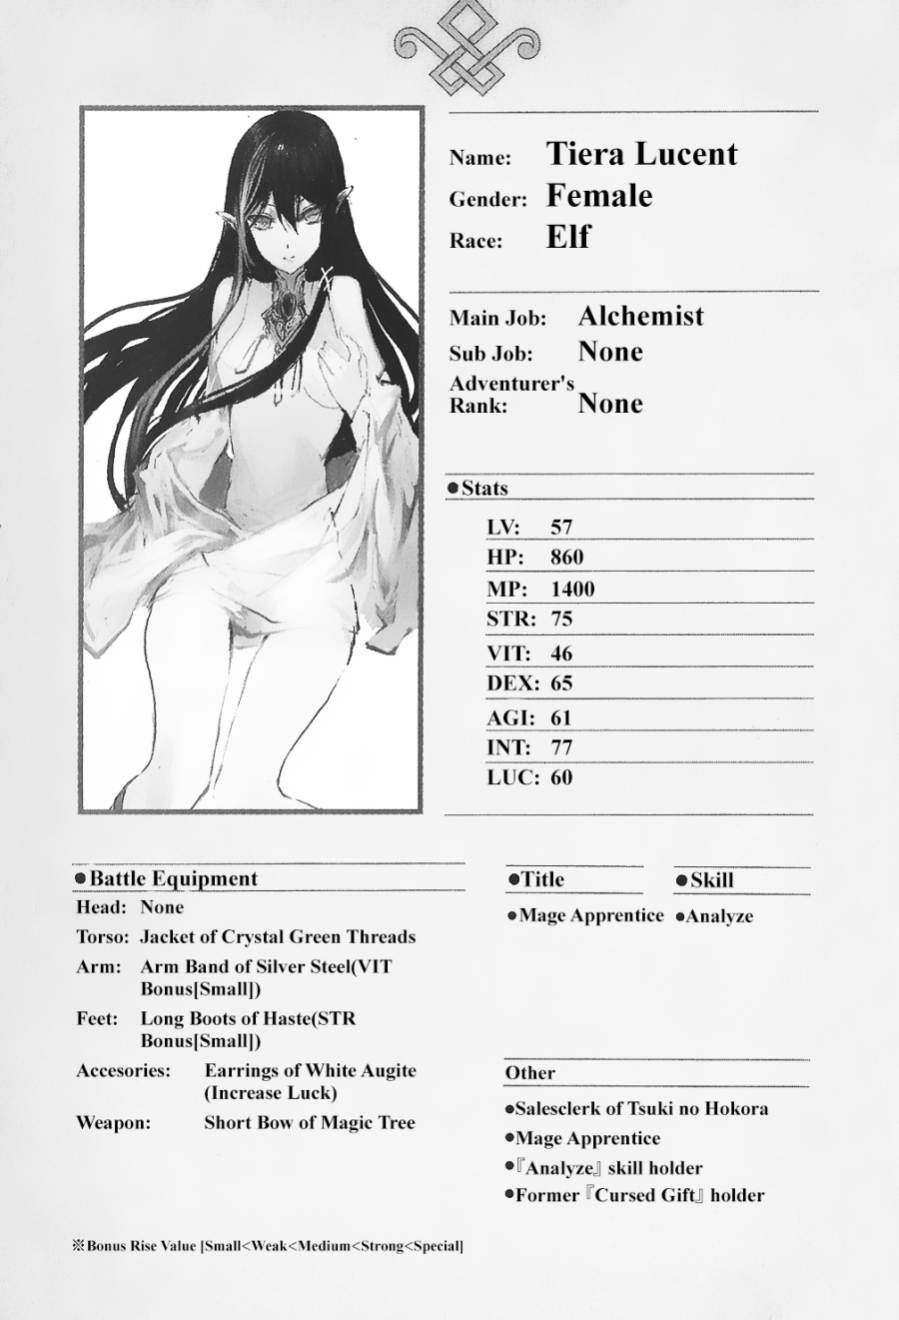 Name: Tiera Lucent
Gender: Female
Race: Elf
Main Job: Alchemist
Sub Job: None
Adventurer's
Rank: None
●Stats
LV: 57
HP: 860
MP: 1400
STR: 75
VIT: 46
DEX: 65
AGI: 61
INT: 77
LUC: 60
●Battle Equipment
Head: None
Torso: Jacket of Crystal Green Threads
Arm: Arm Band of Silver Steel(VIT
Bonus[Small])
Feet: Long Boots of Haste(STR
Bonus[Small])
Accesories: Earrings of White Augite
(Increase Luck)
Weapon: Short Bow of Magic Tree
●Title
●Mage Apprentice
●Skill
●Analyze
Other
●Salesclerk of Tsuki no Hokora
●Mage Apprentice
●『Analyze』 skill holder
●Former 『Cursed Gift』 holder
※Bonus Rise Value [Small<Weak<Medium<Strong<Special]